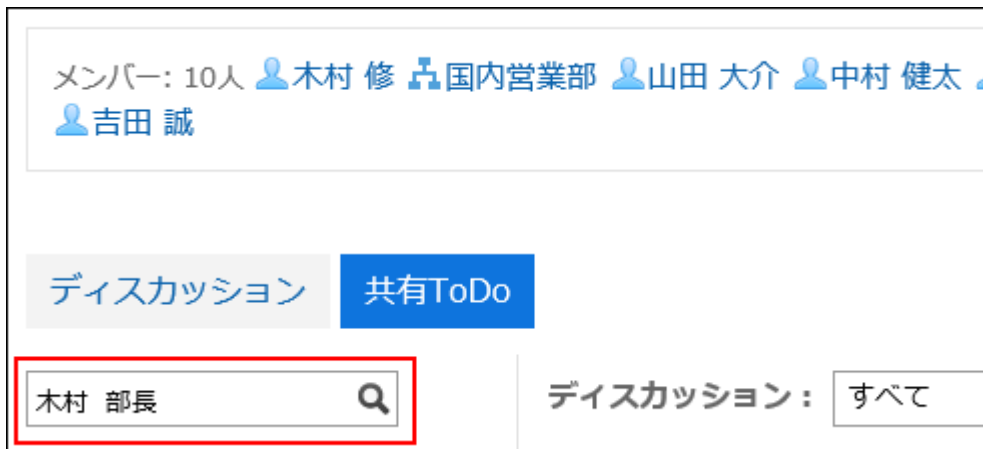 メンバー: 10人 木村 修 国内営業部 山田 大介 中村 健太
吉田 誠
ディスカッション 共有ToDo
木村 部長 ディスカッション： すべて